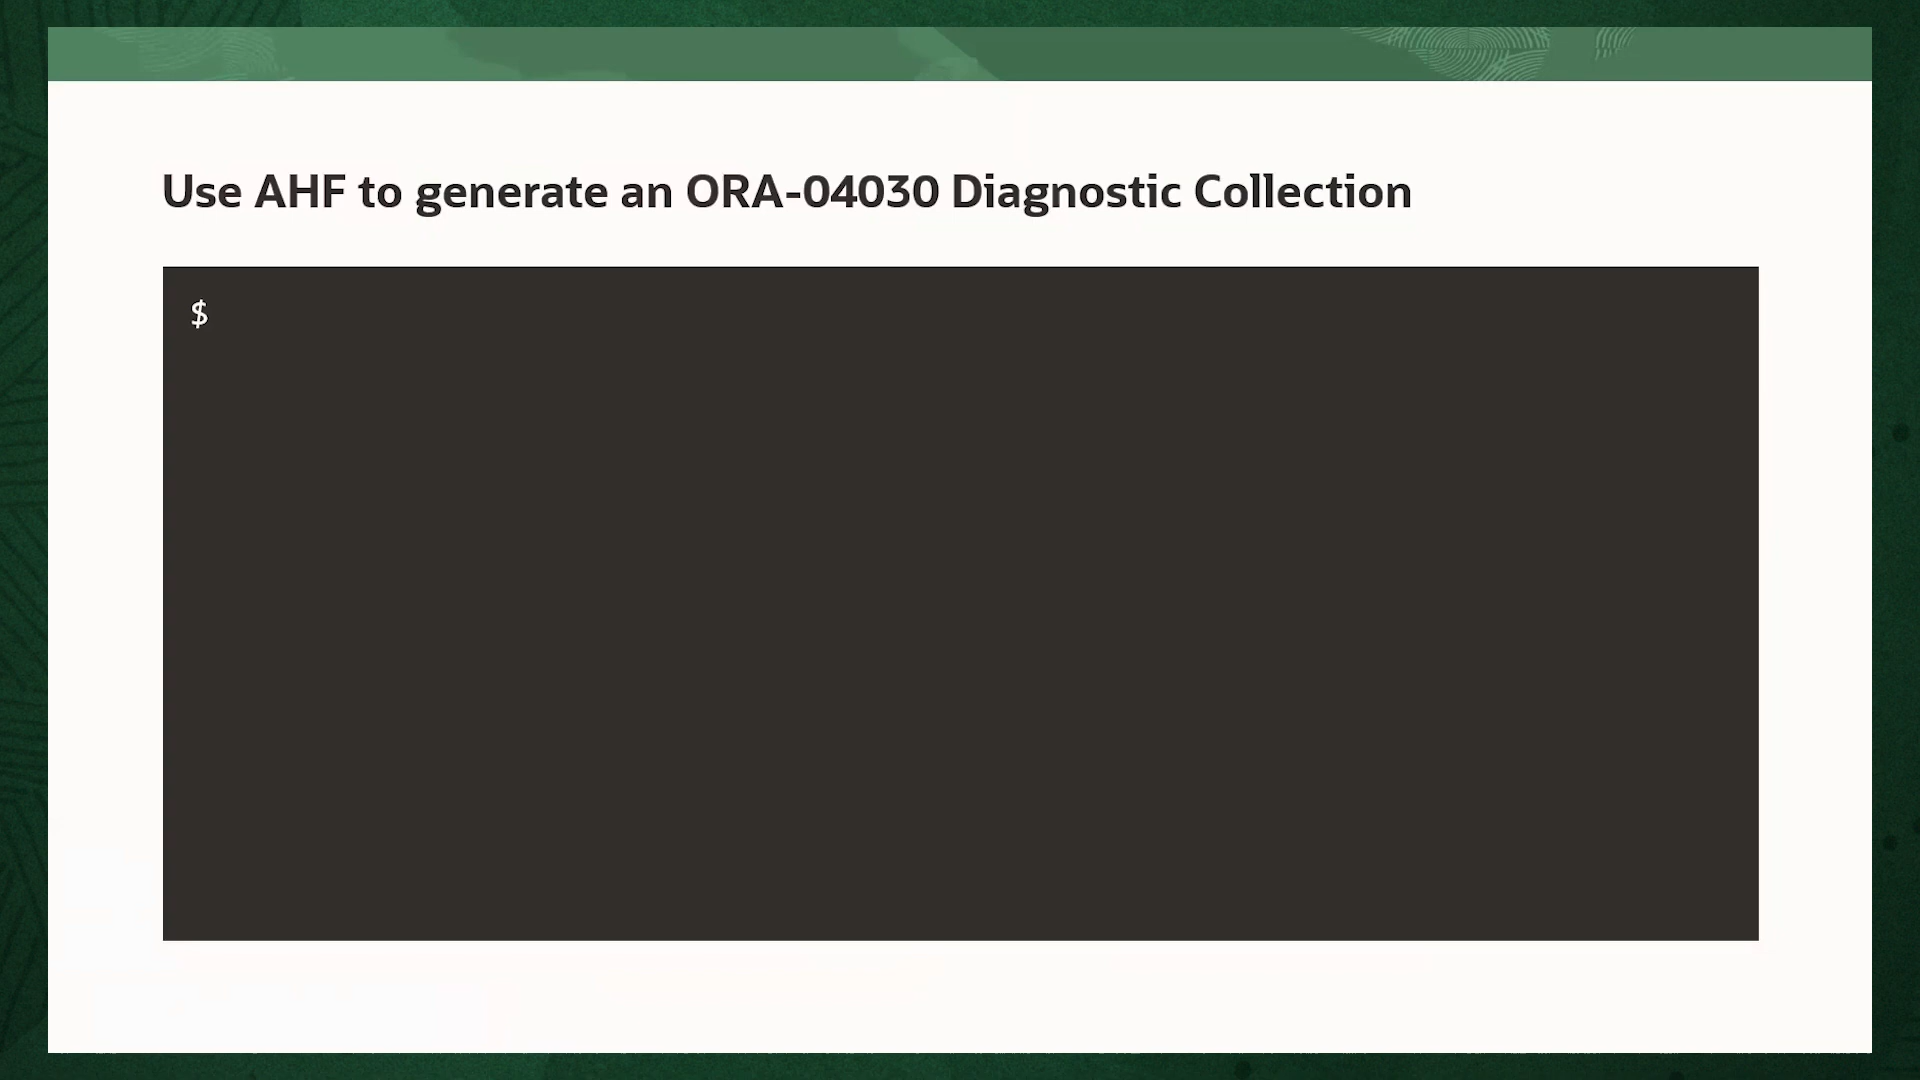 Use AHF to generate an ORA-04030 Diagnostic Collection
$